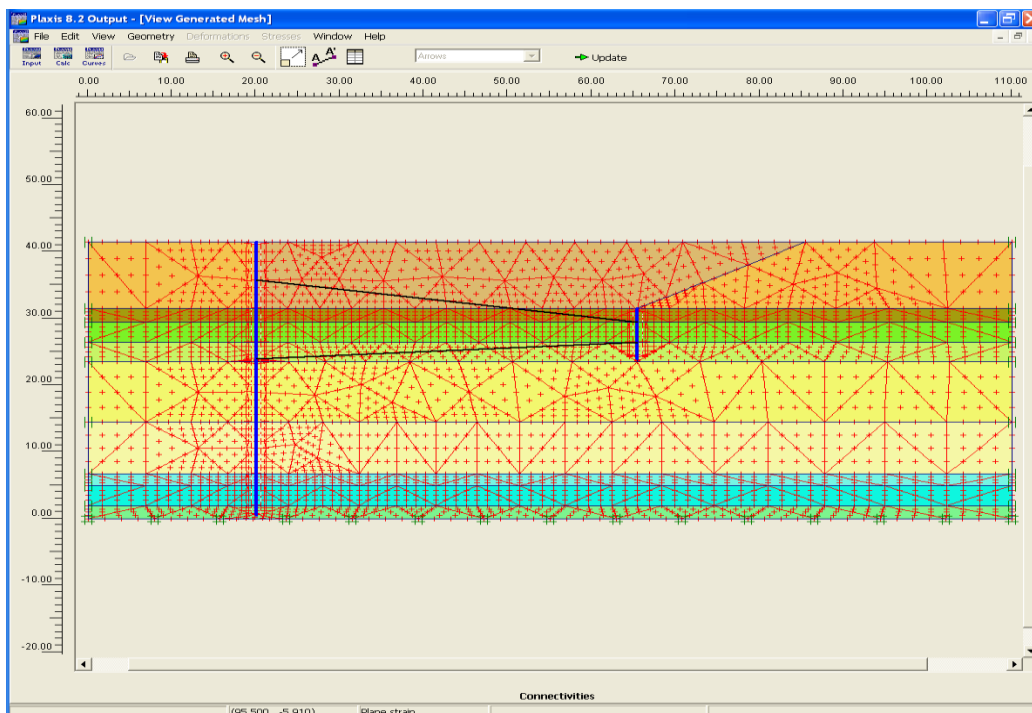 Plaxis 8.2 Output - [View Generated Mesh]
File Edit View Geometry Deformations Stresses Window Help
Input Calc Curves A A* Arrows Update
0.00 10.00 20.00 30.00 40.00 50.00 60.00 70.00 80.00 90.00 100.00 110.00
60.00
50.00
40.00
30.00
20.00
10.00
0.00
-10.00
-20.00
Connectivities
(95.500, -5.910) Plane strain